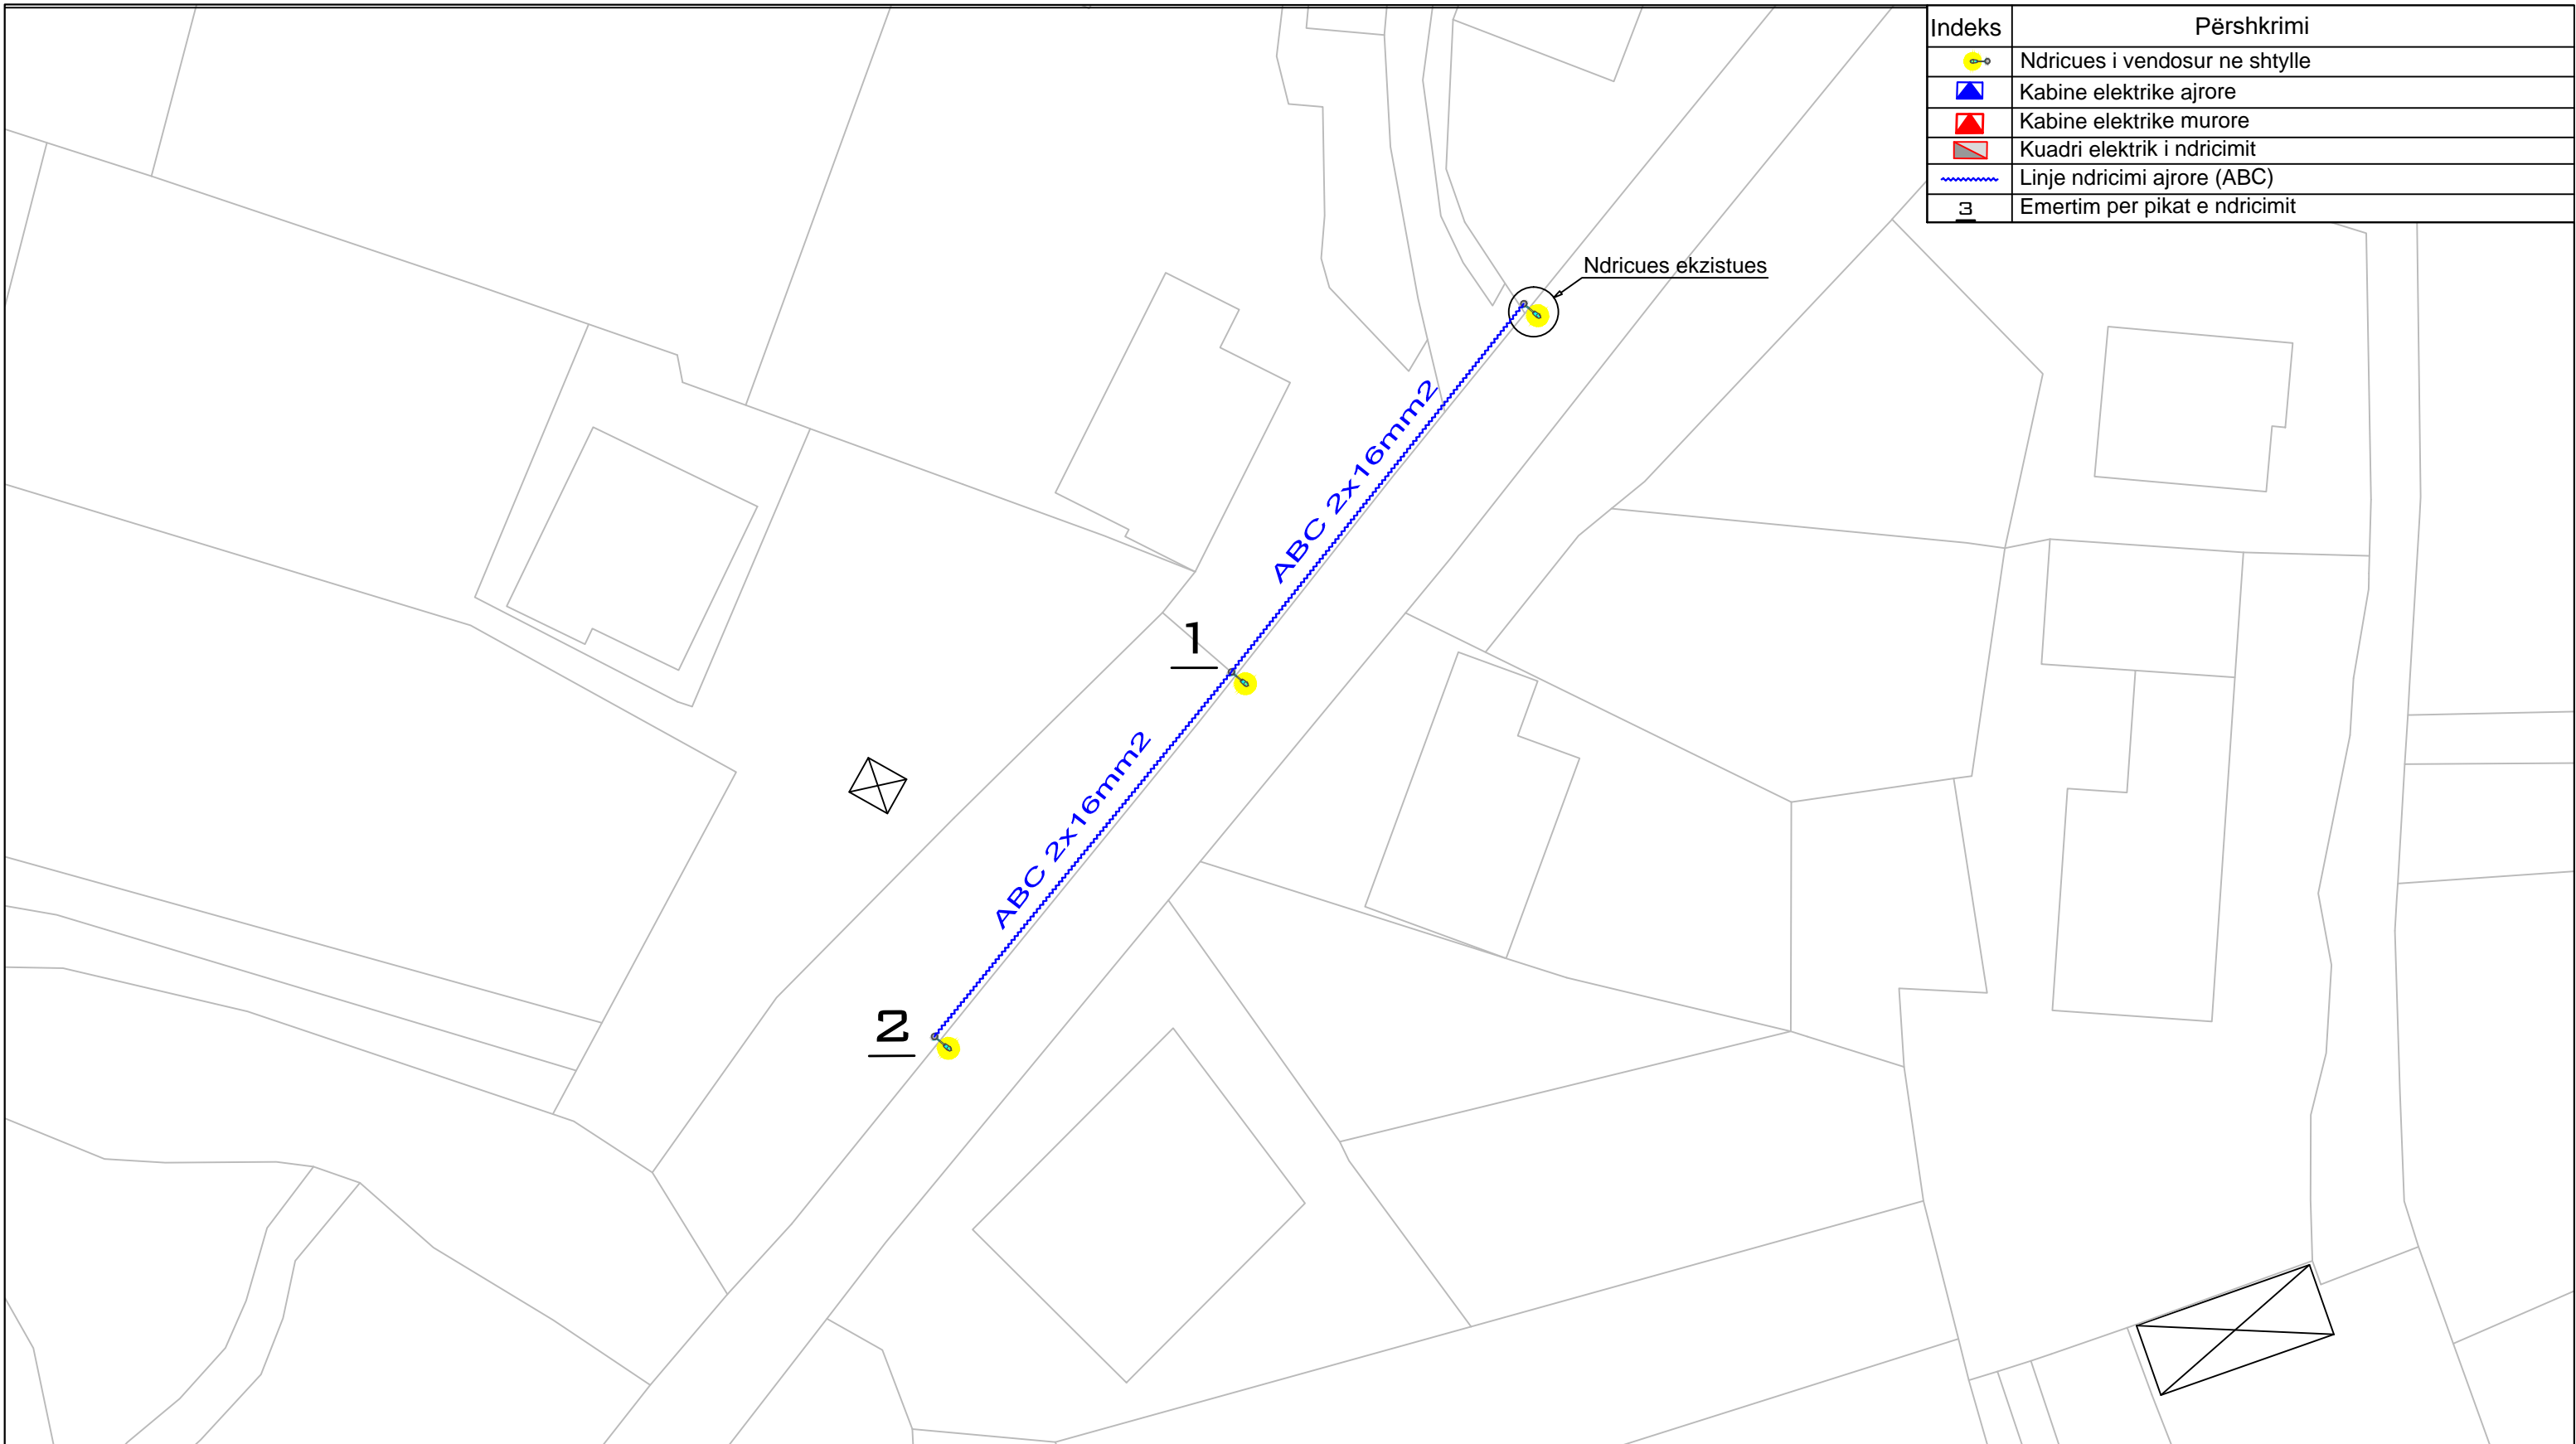 Indeks Përshkrimi
Ndricues i vendosur ne shtylle
Kabine elektrike ajrore
Kabine elektrike murore
Kuadri elektrik i ndricimit
Linje ndricimi ajrore (ABC)
3 Emertim per pikat e ndricimit
Ndricues ekzistues
ABC 2x16mm2
1
ABC 2x16mm2
2